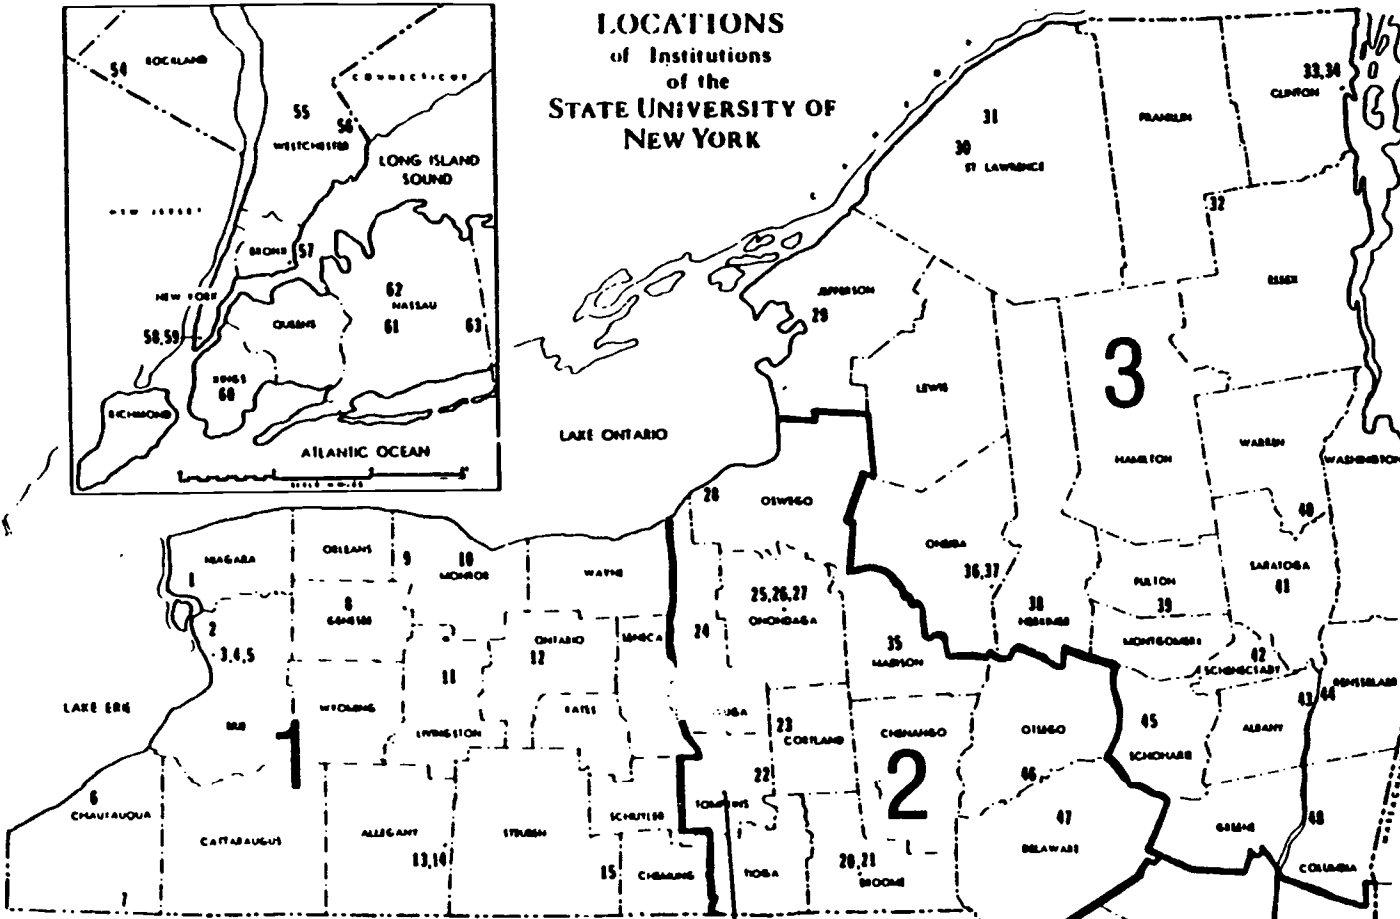 LOCATIONS
of Institutions
of the
STATE UNIVERSITY OF
NEW YORK
54
ROCKLAND
CONNECTICUT
55
56
WESTCHESTER
LONG ISLAND
SOUND
NEW JERSEY
BRONX
57
NEW YORK
62
NASSAU
QUEENS
61
63
58,59
KINGS
60
RICHMOND
ATLANTIC OCEAN
33,34
CLINTON
31
FRANKLIN
30
ST LAWRENCE
32
ESSEX
JEFFERSON
29
3
LEWIS
LAKE ONTARIO
WARREN
HAMILTON
WASHINGTON
28
OSWEGO
40
NIAGARA
ORLEANS
9
10
MONROE
WAYNE
ONEIDA
36,37
FULTON
SARATOGA
41
1
8
GENESEE
25,26,27
ONONDAGA
38
HERKIMER
39
2
3,4,5
ONTARIO
12
SENECA
24
35
MADISON
MONTGOMERY
42
SCHENECTADY
11
RENSSELAER
43
44
LAKE ERIE
WYOMING
YATES
UGA
23
CORTLAND
CHENANGO
OTSEGO
45
SCHOHARIE
ALBANY
ERIE
1
LIVINGSTON
22
2
46
6
CHAUTAUQUA
CATTARAUGUS
ALLEGANY
STEUBEN
SCHUYLER
TOMPKINS
47
DELAWARE
GREENE
48
13,14
15
CHEMUNG
TIOGA
20,21
BROOME
COLUMBIA
7